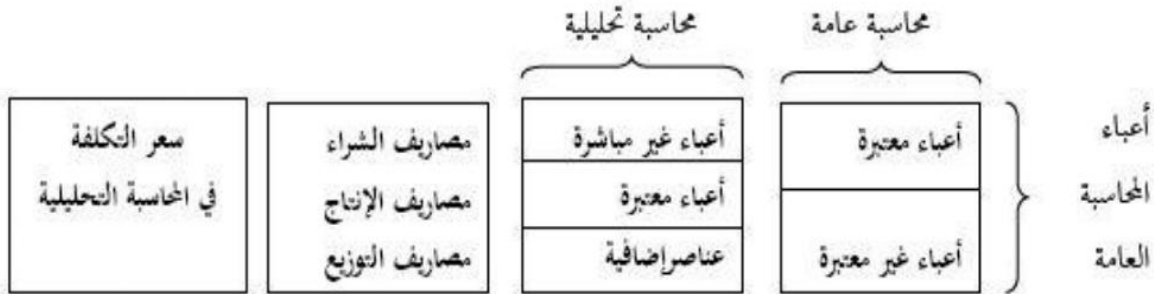 محاسبة عامة
محاسبة تحليلية
أعباء
المحاسبة
العامة
أعباء معتبرة
أعباء غير معتبرة
أعباء غير مباشرة
أعباء معتبرة
عناصر إضافية
مصاريف الشراء
مصاريف الإنتاج
مصاريف التوزيع
سعر التكلفة
في المحاسبة التحليلية